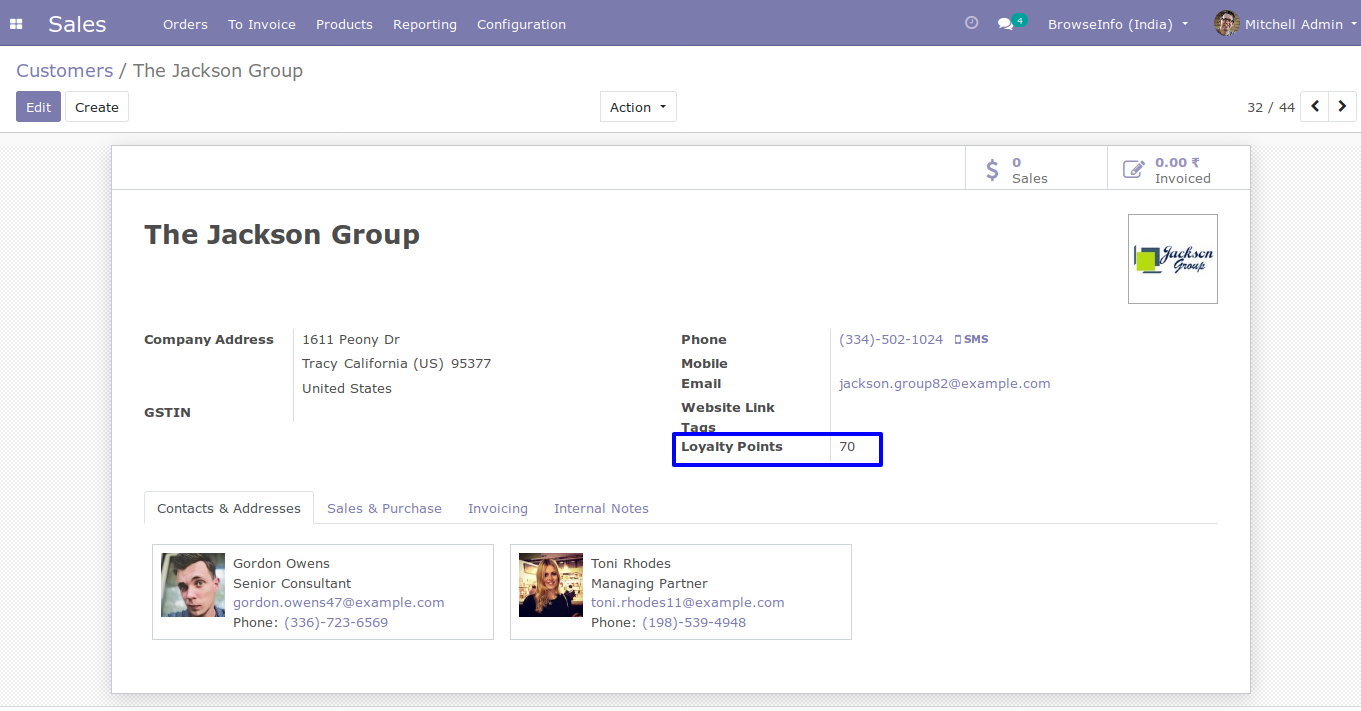 Sales Orders To Invoice Products Reporting Configuration 4 BrowseInfo (India) Mitchell Admin
Customers / The Jackson Group
Edit Create Action 32 / 44
0
Sales
0.00 ₹
Invoiced
The Jackson Group
Jackson
Group
Company Address 1611 Peony Dr
Tracy California (US) 95377
United States
GSTIN
Phone (334)-502-1024 SMS
Mobile
Email jackson.group82@example.com
Website Link
Tags
Loyalty Points 70
Contacts & Addresses Sales & Purchase Invoicing Internal Notes
Gordon Owens
Senior Consultant
gordon.owens47@example.com
Phone: (336)-723-6569
Toni Rhodes
Managing Partner
toni.rhodes11@example.com
Phone: (198)-539-4948